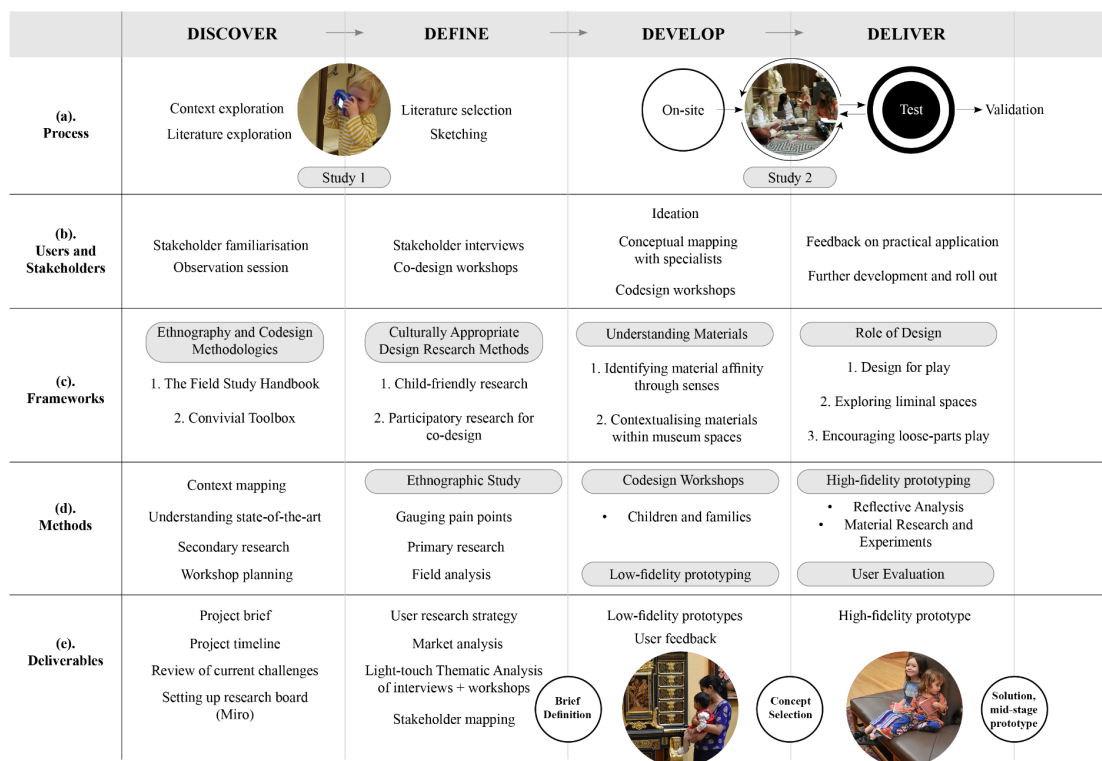 DISCOVER
DEFINE
DEVELOP
DELIVER
(a).
Process
Context exploration
Literature exploration
Literature selection
Sketching
Study 1
On-site
Test
Validation
Study 2
(b).
Users and
Stakeholders
Stakeholder familiarisation
Observation session
Stakeholder interviews
Co-design workshops
Ideation
Conceptual mapping
with specialists
Codesign workshops
Feedback on practical application
Further development and roll out
(c).
Frameworks
Ethnography and Codesign
Methodologies
1. The Field Study Handbook
2. Convivial Toolbox
Culturally Appropriate
Design Research Methods
1. Child-friendly research
2. Participatory research for
co-design
Understanding Materials
1. Identifying material affinity
through senses
2. Contextualising materials
within museum spaces
Role of Design
1. Design for play
2. Exploring liminal spaces
3. Encouraging loose-parts play
(d).
Methods
Context mapping
Understanding state-of-the-art
Secondary research
Workshop planning
Ethnographic Study
Gauging pain points
Primary research
Field analysis
Codesign Workshops
• Children and families
Low-fidelity prototyping
High-fidelity prototyping
• Reflective Analysis
• Material Research and
Experiments
User Evaluation
(e).
Deliverables
Project brief
Project timeline
Review of current challenges
Setting up research board
(Miro)
User research strategy
Market analysis
Light-touch Thematic Analysis
of interviews + workshops
Stakeholder mapping
Brief
Definition
Low-fidelity prototypes
User feedback
Concept
Selection
High-fidelity prototype
Solution,
mid-stage
prototype